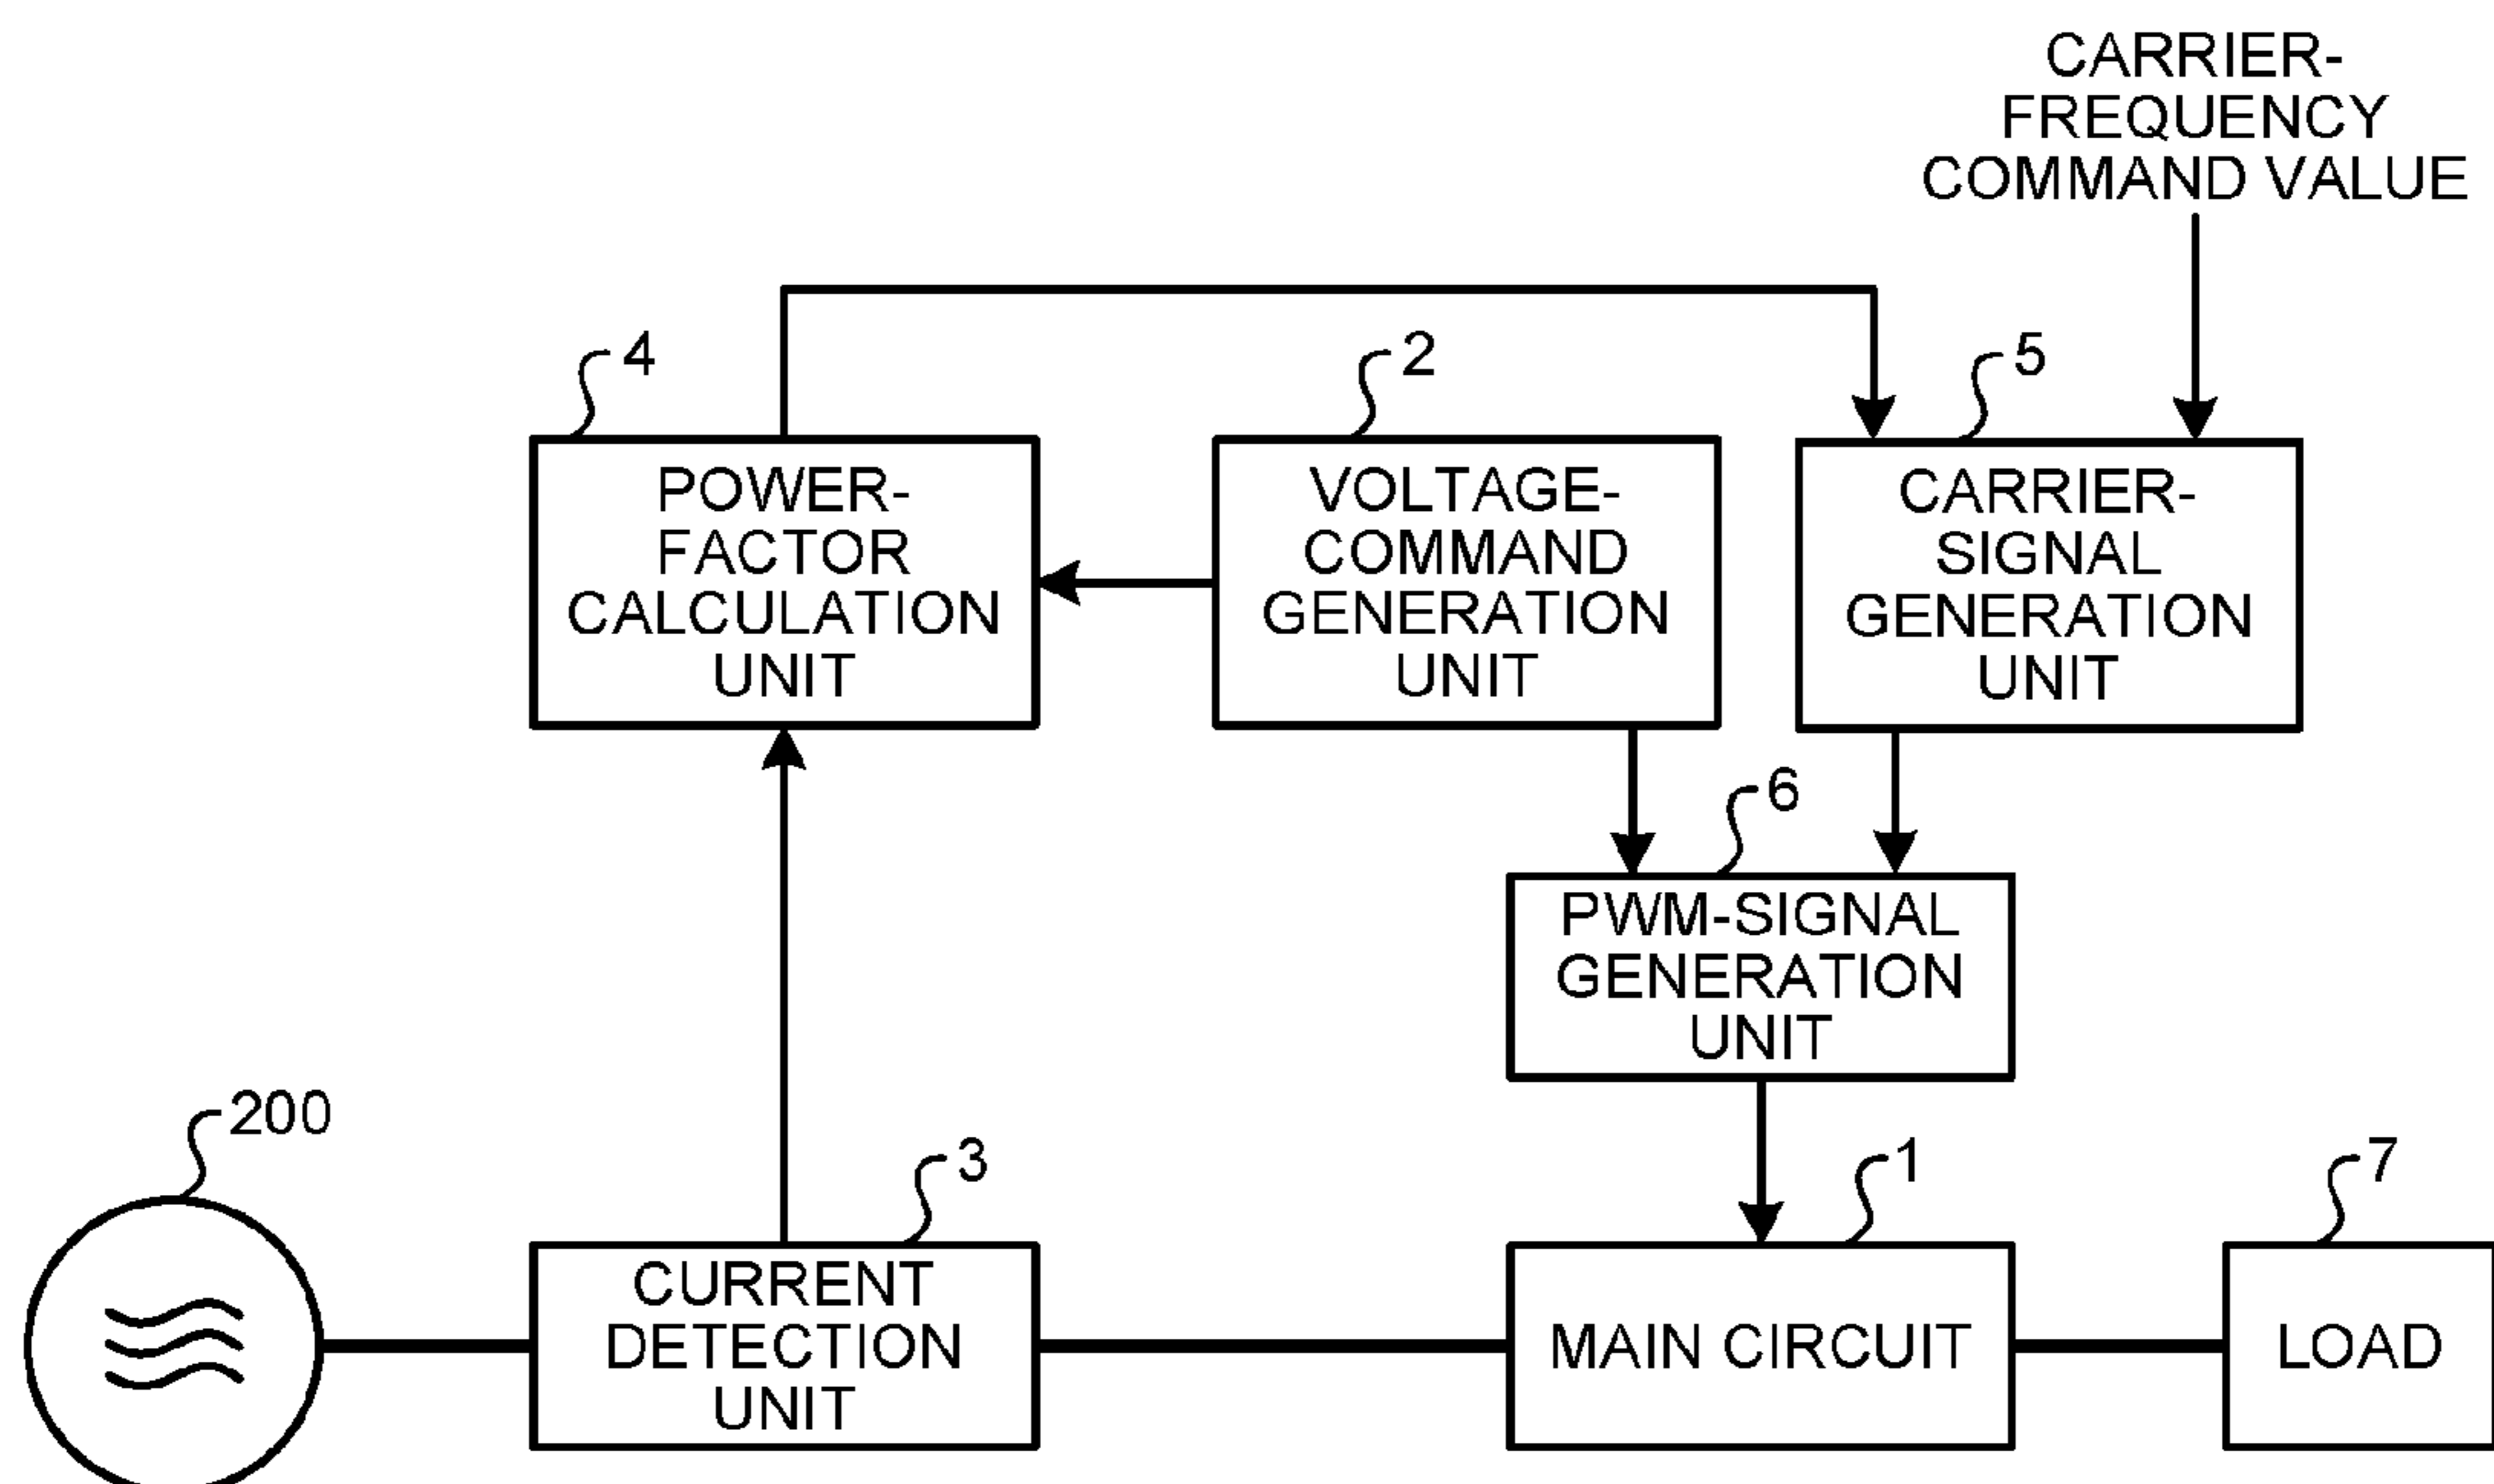 CARRIER-
FREQUENCY
COMMAND VALUE
4
2
5
POWER-
FACTOR
CALCULATION
UNIT
VOLTAGE-
COMMAND
GENERATION
UNIT
CARRIER-
SIGNAL
GENERATION
UNIT
6
PWM-SIGNAL
GENERATION
UNIT
200
3
1
7
CURRENT
DETECTION
UNIT
MAIN CIRCUIT
LOAD